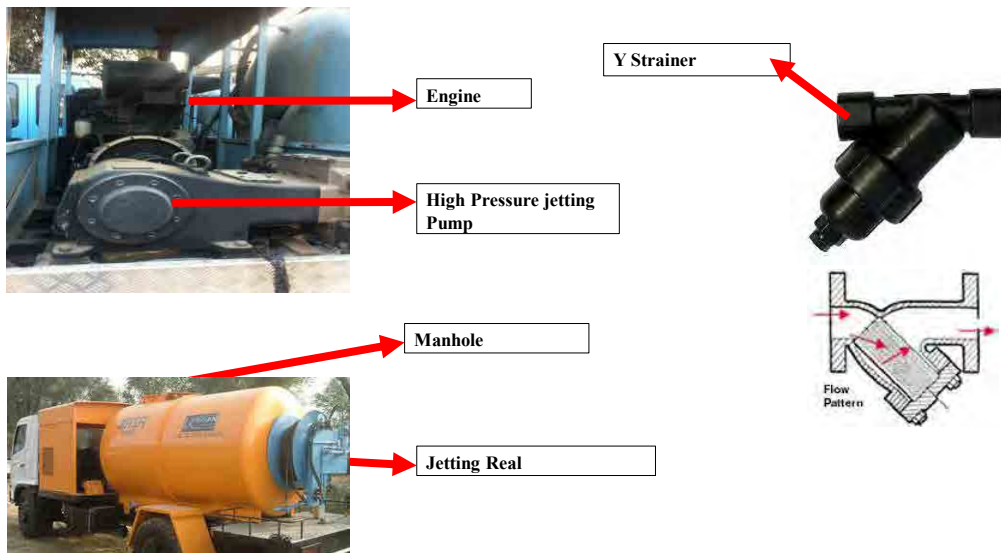 Engine
Y Strainer
High Pressure jetting
Pump
Manhole
Jetting Real
Flow
Pattern